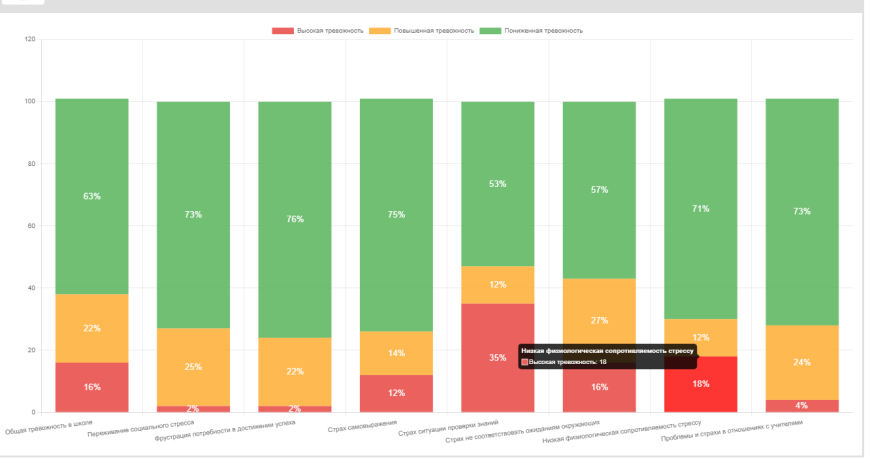 Высокая тревожность Повышенная тревожность Пониженная тревожность
120
100
80
60
40
20
0
63% 73% 76% 75% 53% 57% 71% 73%
22% 25% 22% 14% 12% 27% 12% 24%
16% 2% 2% 12% 35% 16% 18% 4%
Низкая физиологическая сопротивляемость стрессу
Высокая тревожность: 18
Общая тревожность в школе
Переживание социального стресса
Фрустрация потребности в достижении успеха
Страх самовыражения
Страх ситуации проверки знаний
Страх не соответствовать ожиданиям окружающих
Низкая физиологическая сопротивляемость стрессу
Проблемы и страхи в отношениях с учителями